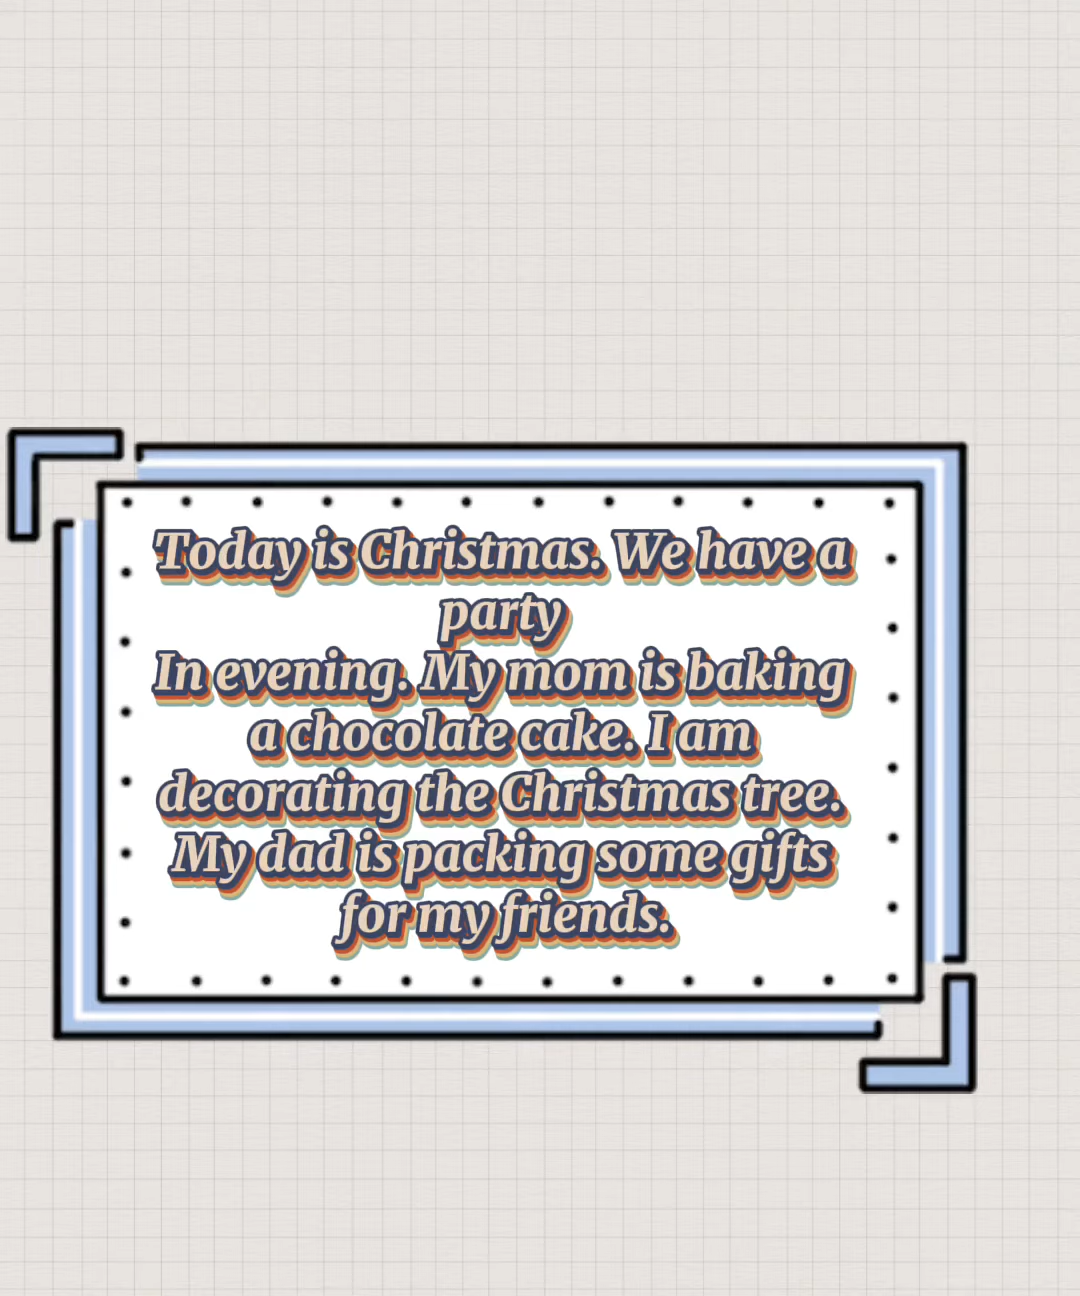 Today is Christmas. We have a
party
In evening. My mom is baking
a chocolate cake. I am
decorating the Christmas tree.
My dad is packing some gifts
for my friends.